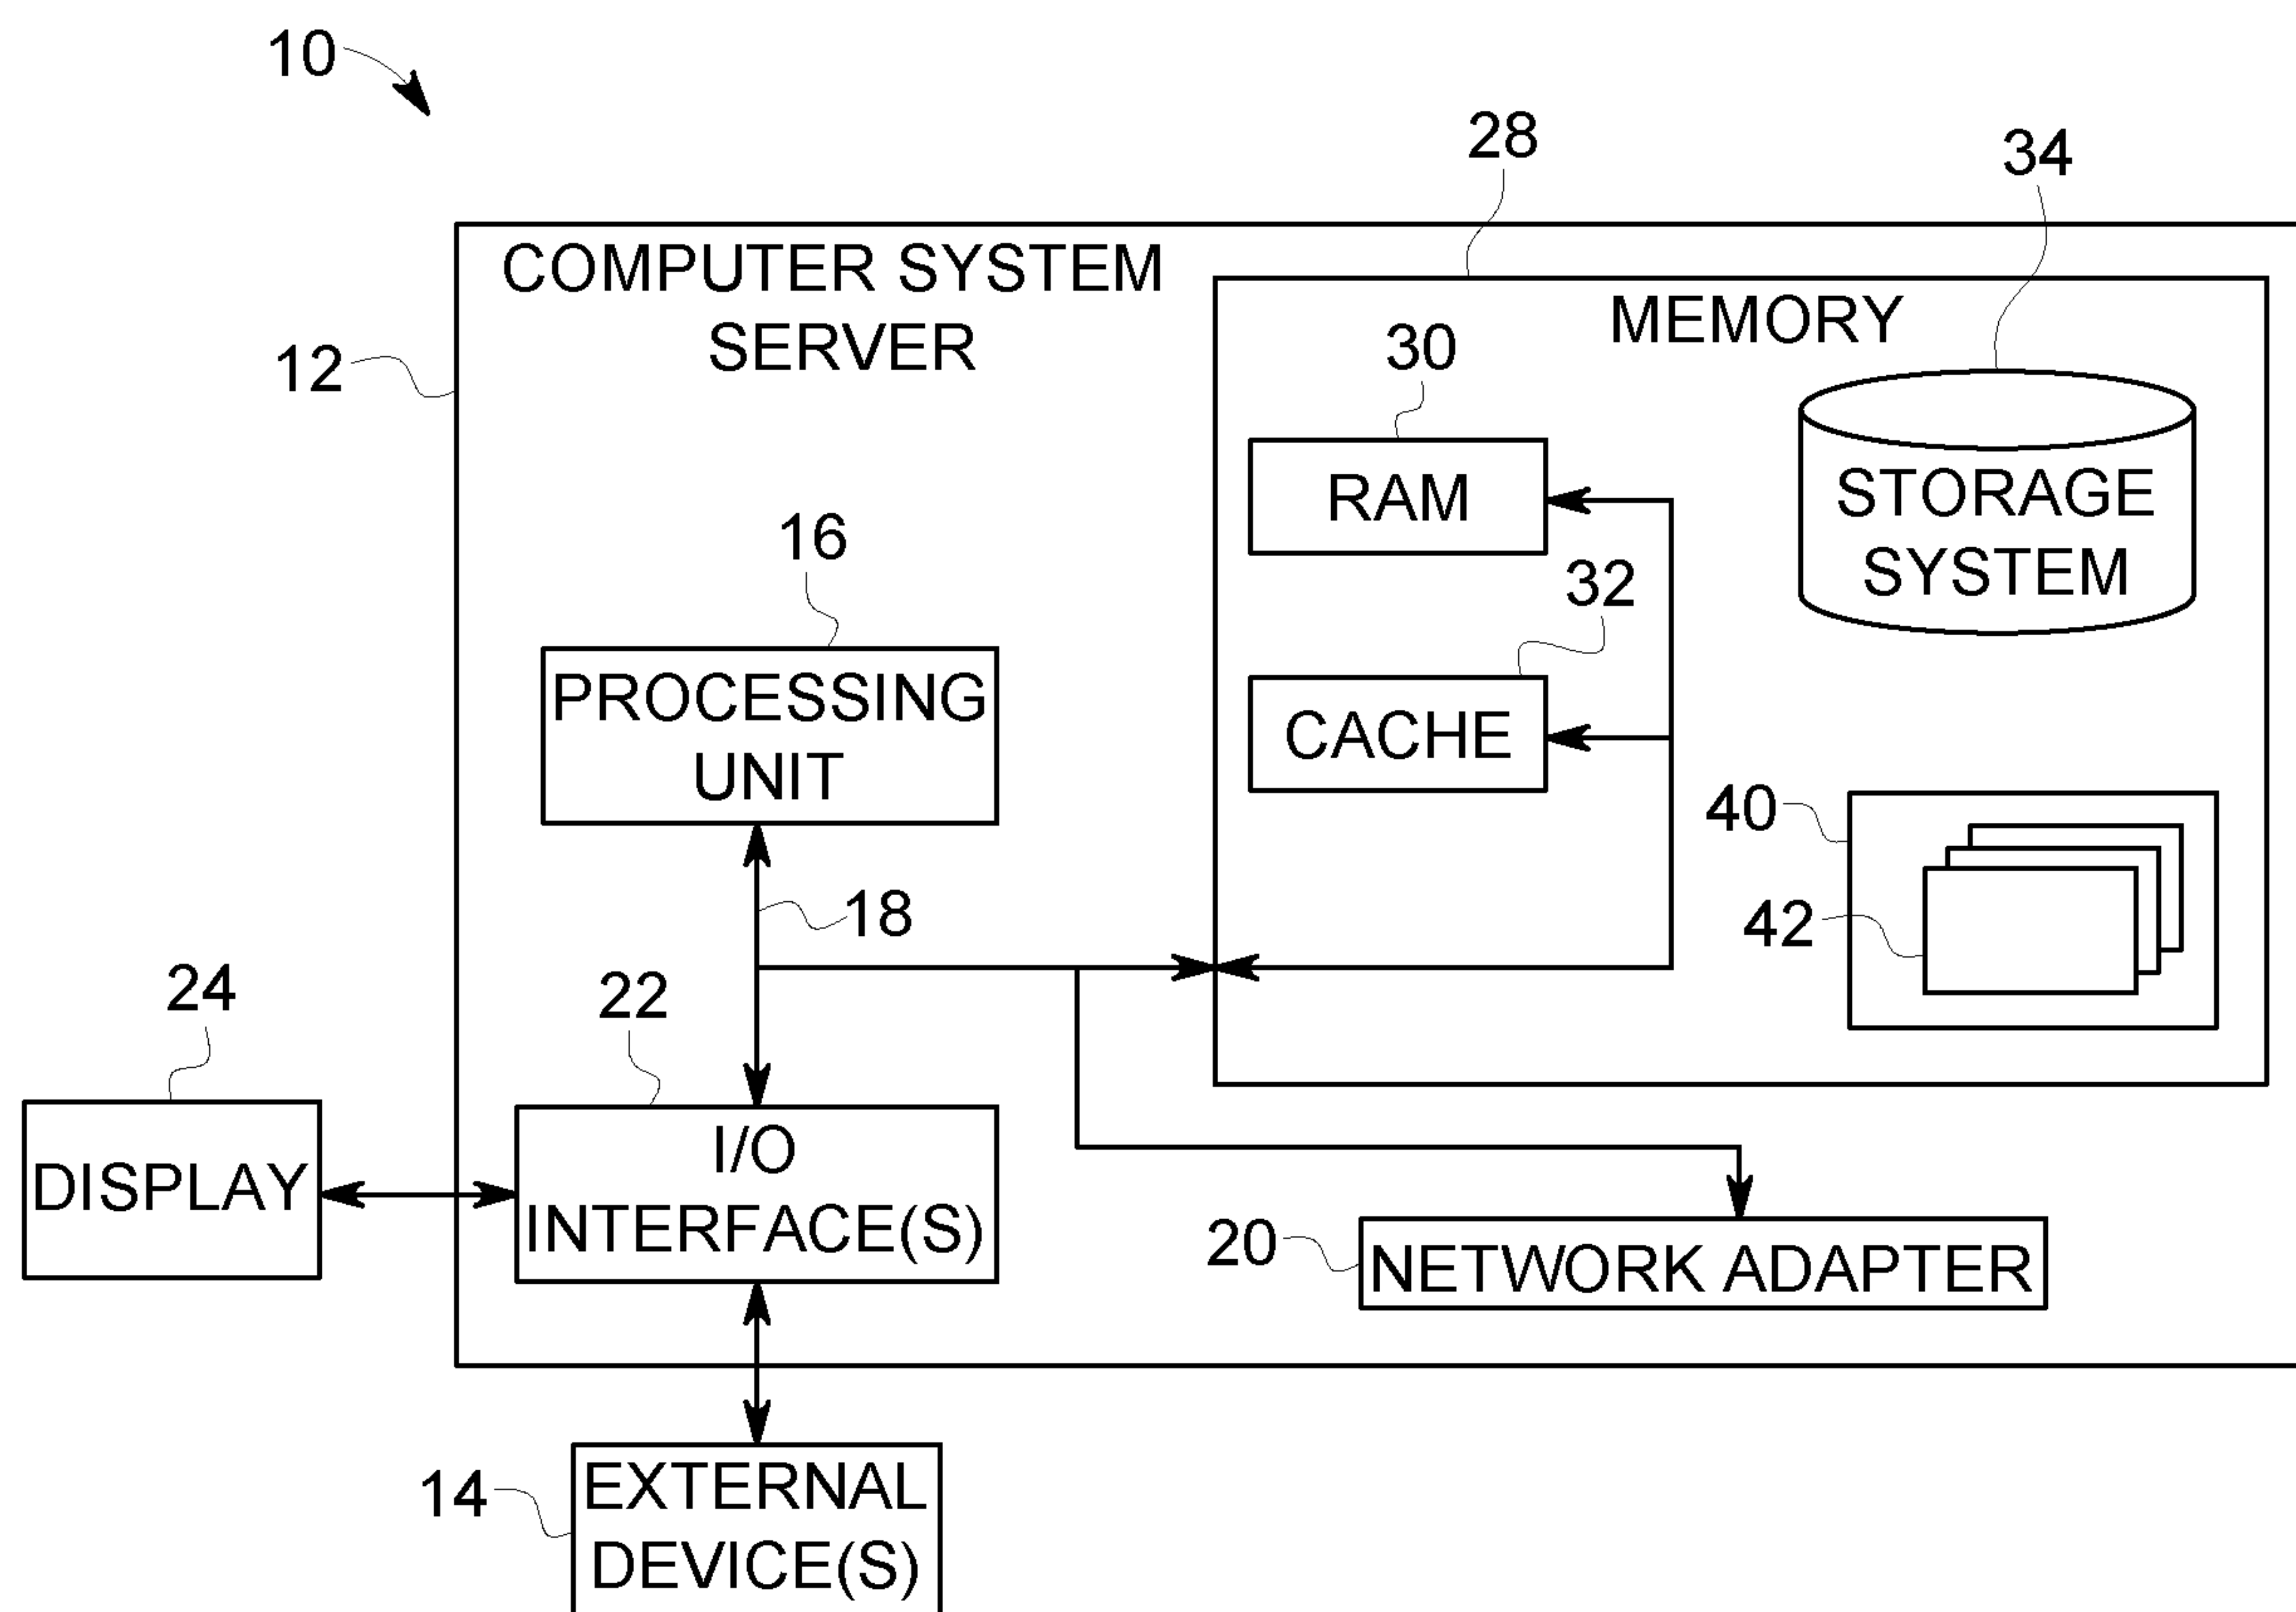 10
28
34
COMPUTER SYSTEM
SERVER
MEMORY
12
30
RAM
STORAGE
SYSTEM
16
32
PROCESSING
UNIT
CACHE
40
18
42
24
22
DISPLAY
I/O
INTERFACE(S)
20
NETWORK ADAPTER
14
EXTERNAL
DEVICE(S)